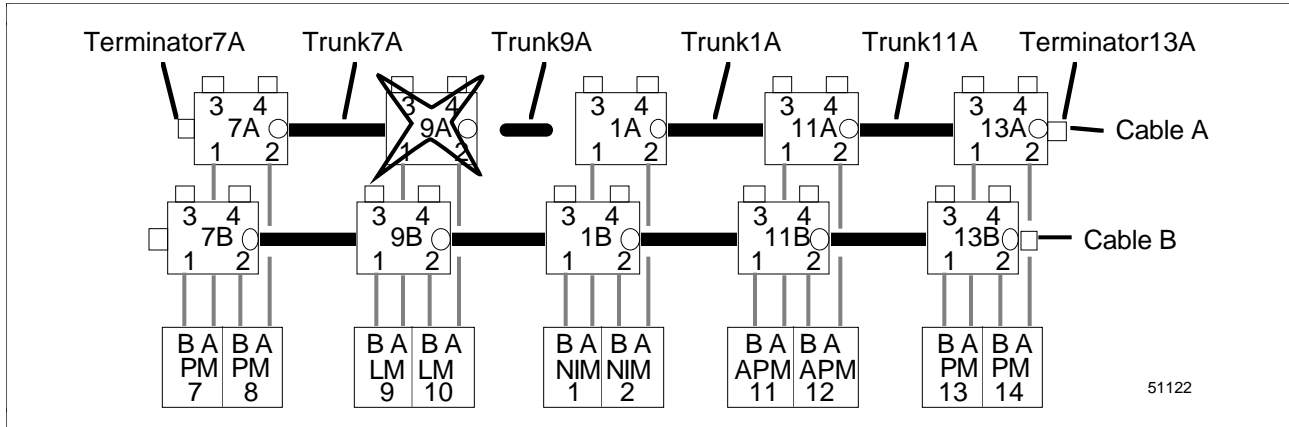 Terminator7A Trunk7A Trunk9A Trunk1A Trunk11A Terminator13A
3 4 3 4 3 4 3 4 3 4
7A 9A 1A 11A 13A Cable A
1 2 1 2 1 2 1 2 1 2
3 4 3 4 3 4 3 4 3 4
7B 9B 1B 11B 13B Cable B
1 2 1 2 1 2 1 2 1 2
B A B A B A B A B A B A B A B A B A B A
PM PM LM LM NIM NIM APM APM PM PM
7 8 9 10 1 2 11 12 13 14
51122